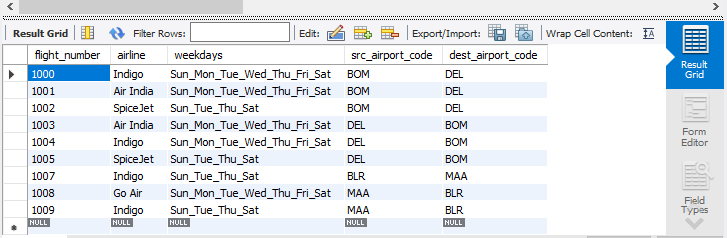 Result Grid Filter Rows: Edit: Export/Import: Wrap Cell Content: IA
flight_number airline weekdays src_airport_code dest_airport_code
1000 Indigo Sun_Mon_Tue_Wed_Thu_Fri_Sat BOM DEL
1001 Air India Sun_Mon_Tue_Wed_Thu_Fri_Sat BOM DEL
1002 SpiceJet Sun_Tue_Thu_Sat BOM DEL
1003 Air India Sun_Mon_Tue_Wed_Thu_Fri_Sat DEL BOM
1004 Indigo Sun_Mon_Tue_Wed_Thu_Fri_Sat DEL BOM
1005 SpiceJet Sun_Tue_Thu_Sat DEL BOM
1007 Indigo Sun_Tue_Thu_Sat BLR MAA
1008 Go Air Sun_Mon_Tue_Wed_Thu_Fri_Sat MAA BLR
1009 Indigo Sun_Tue_Thu_Sat MAA BLR
NULL NULL NULL NULL NULL
Result
Grid
Form
Editor
Field
Types